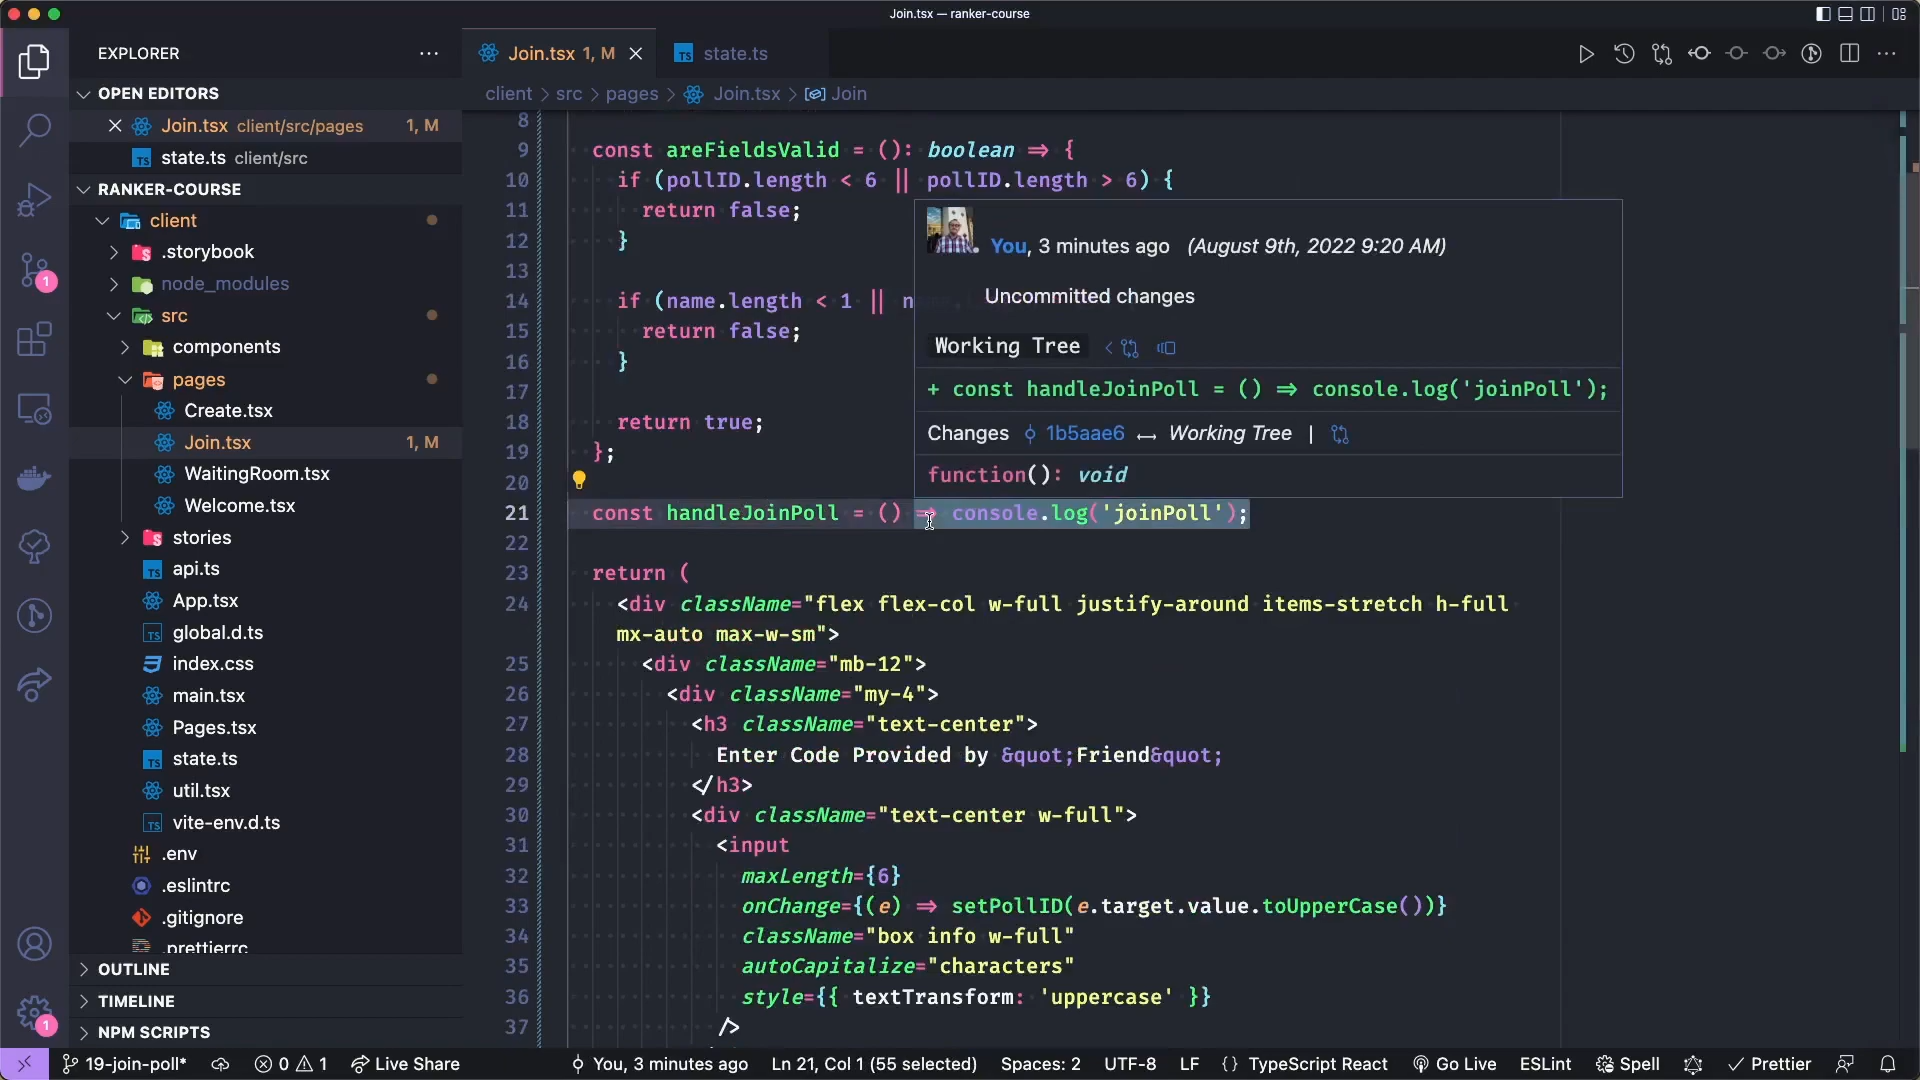 Join.tsx — ranker-course
EXPLORER
Join.tsx 1, M
state.ts
OPEN EDITORS
client > src > pages > Join.tsx > Join
Join.tsx client/src/pages 1, M
state.ts client/src
RANKER-COURSE
client
.storybook
node_modules
src
components
pages
Create.tsx
Join.tsx 1, M
WaitingRoom.tsx
Welcome.tsx
stories
api.ts
App.tsx
global.d.ts
index.css
main.tsx
Pages.tsx
state.ts
util.tsx
vite-env.d.ts
.env
.eslintrc
.gitignore
.prettierrc
OUTLINE
TIMELINE
NPM SCRIPTS
8
9 const areFieldsValid = (): boolean => {
10 if (pollID.length < 6 || pollID.length > 6) {
11 return false;
12 }
13
14 if (name.length < 1 ||
15 return false;
16 }
17
18 return true;
19 };
20
21 const handleJoinPoll = () => console.log('joinPoll');
22
23 return (
24 <div className="flex flex-col w-full justify-around items-stretch h-full
mx-auto max-w-sm">
25 <div className="mb-12">
26 <div className="my-4">
27 <h3 className="text-center">
28 Enter Code Provided by &quot;Friend&quot;
29 </h3>
30 <div className="text-center w-full">
31 <input
32 maxLength={6}
33 onChange={(e) => setPollID(e.target.value.toUpperCase())}
34 className="box info w-full"
35 autoCapitalize="characters"
36 style={{ textTransform: 'uppercase' }}
37 />
You, 3 minutes ago (August 9th, 2022 9:20 AM)
Uncommitted changes
Working Tree
+ const handleJoinPoll = () => console.log('joinPoll');
Changes 1b5aae6 ↔ Working Tree |
function(): void
1
1
19-join-poll* 0 1 Live Share You, 3 minutes ago Ln 21, Col 1 (55 selected) Spaces: 2 UTF-8 LF {} TypeScript React Go Live ESLint Spell Prettier